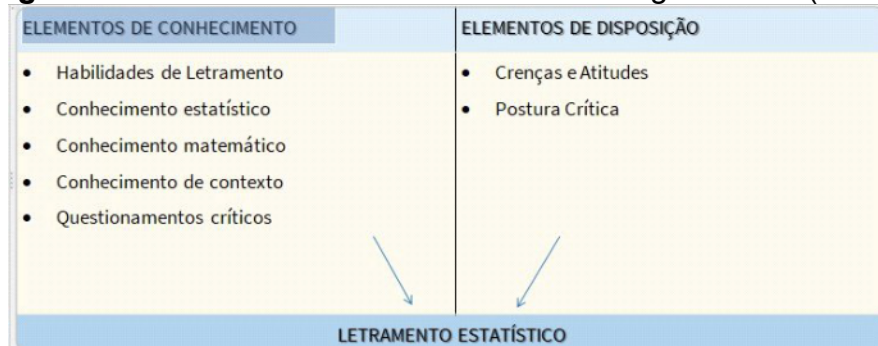 ELEMENTOS DE CONHECIMENTO
ELEMENTOS DE DISPOSIÇÃO
• Habilidades de Letramento
• Conhecimento estatístico
• Conhecimento matemático
• Conhecimento de contexto
• Questionamentos críticos
• Crenças e Atitudes
• Postura Crítica
LETRAMENTO ESTATÍSTICO